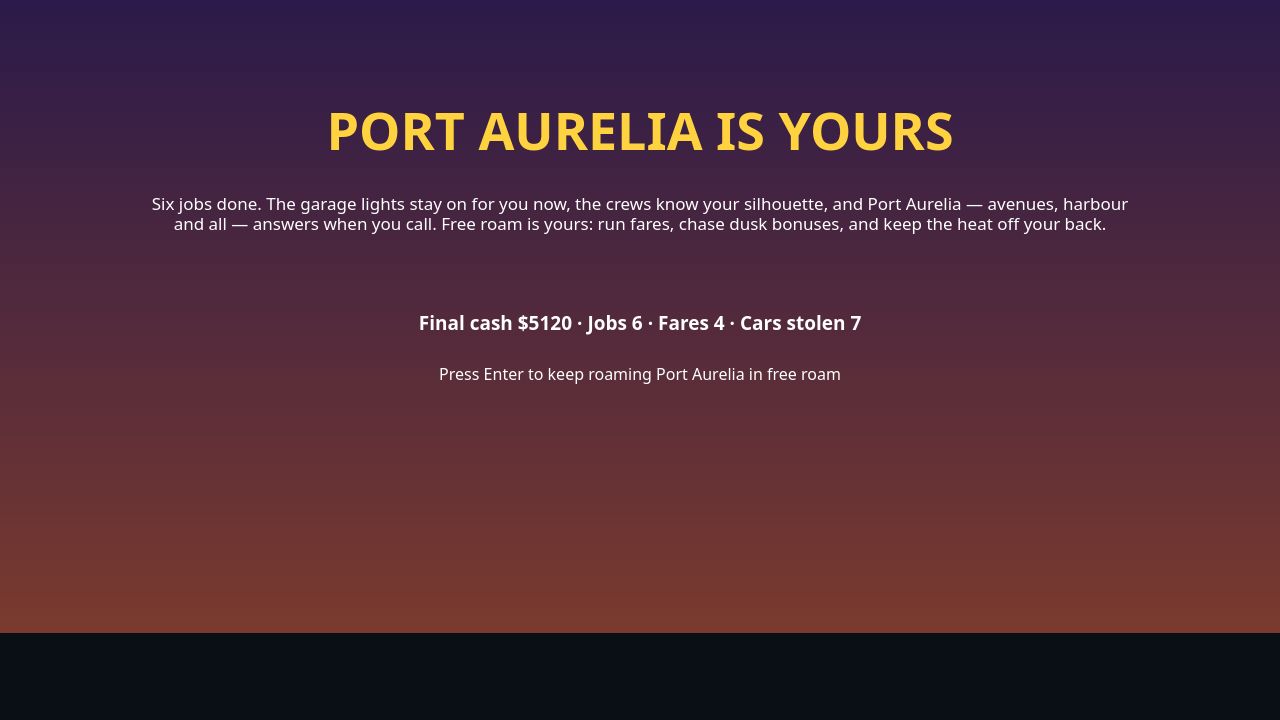 PORT AURELIA IS YOURS
Six jobs done. The garage lights stay on for you now, the crews know your silhouette, and Port Aurelia — avenues, harbour
and all — answers when you call. Free roam is yours: run fares, chase dusk bonuses, and keep the heat off your back.
Final cash $5120 · Jobs 6 · Fares 4 · Cars stolen 7
Press Enter to keep roaming Port Aurelia in free roam